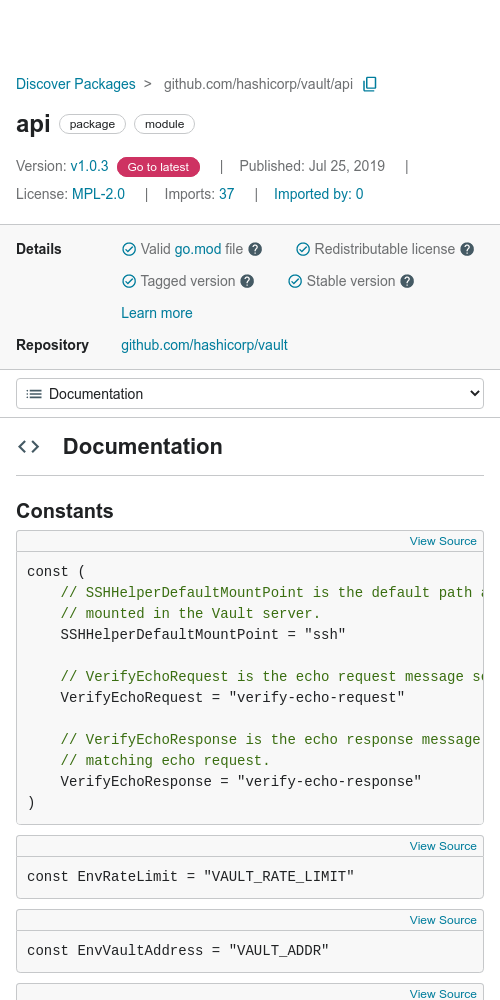 Discover Packages > github.com/hashicorp/vault/api
api package module
Version: v1.0.3 Go to latest | Published: Jul 25, 2019 |
License: MPL-2.0 | Imports: 37 | Imported by: 0
Details Valid go.mod file ? Redistributable license ?
Tagged version ? Stable version ?
Learn more
Repository github.com/hashicorp/vault
Documentation
<> Documentation
Constants
View Source
const (
// SSHHelperDefaultMountPoint is the default path
// mounted in the Vault server.
SSHHelperDefaultMountPoint = "ssh"
// VerifyEchoRequest is the echo request message
VerifyEchoRequest = "verify-echo-request"
// VerifyEchoResponse is the echo response message
// matching echo request.
VerifyEchoResponse = "verify-echo-response"
)
View Source
const EnvRateLimit = "VAULT_RATE_LIMIT"
View Source
const EnvVaultAddress = "VAULT_ADDR"
View Source